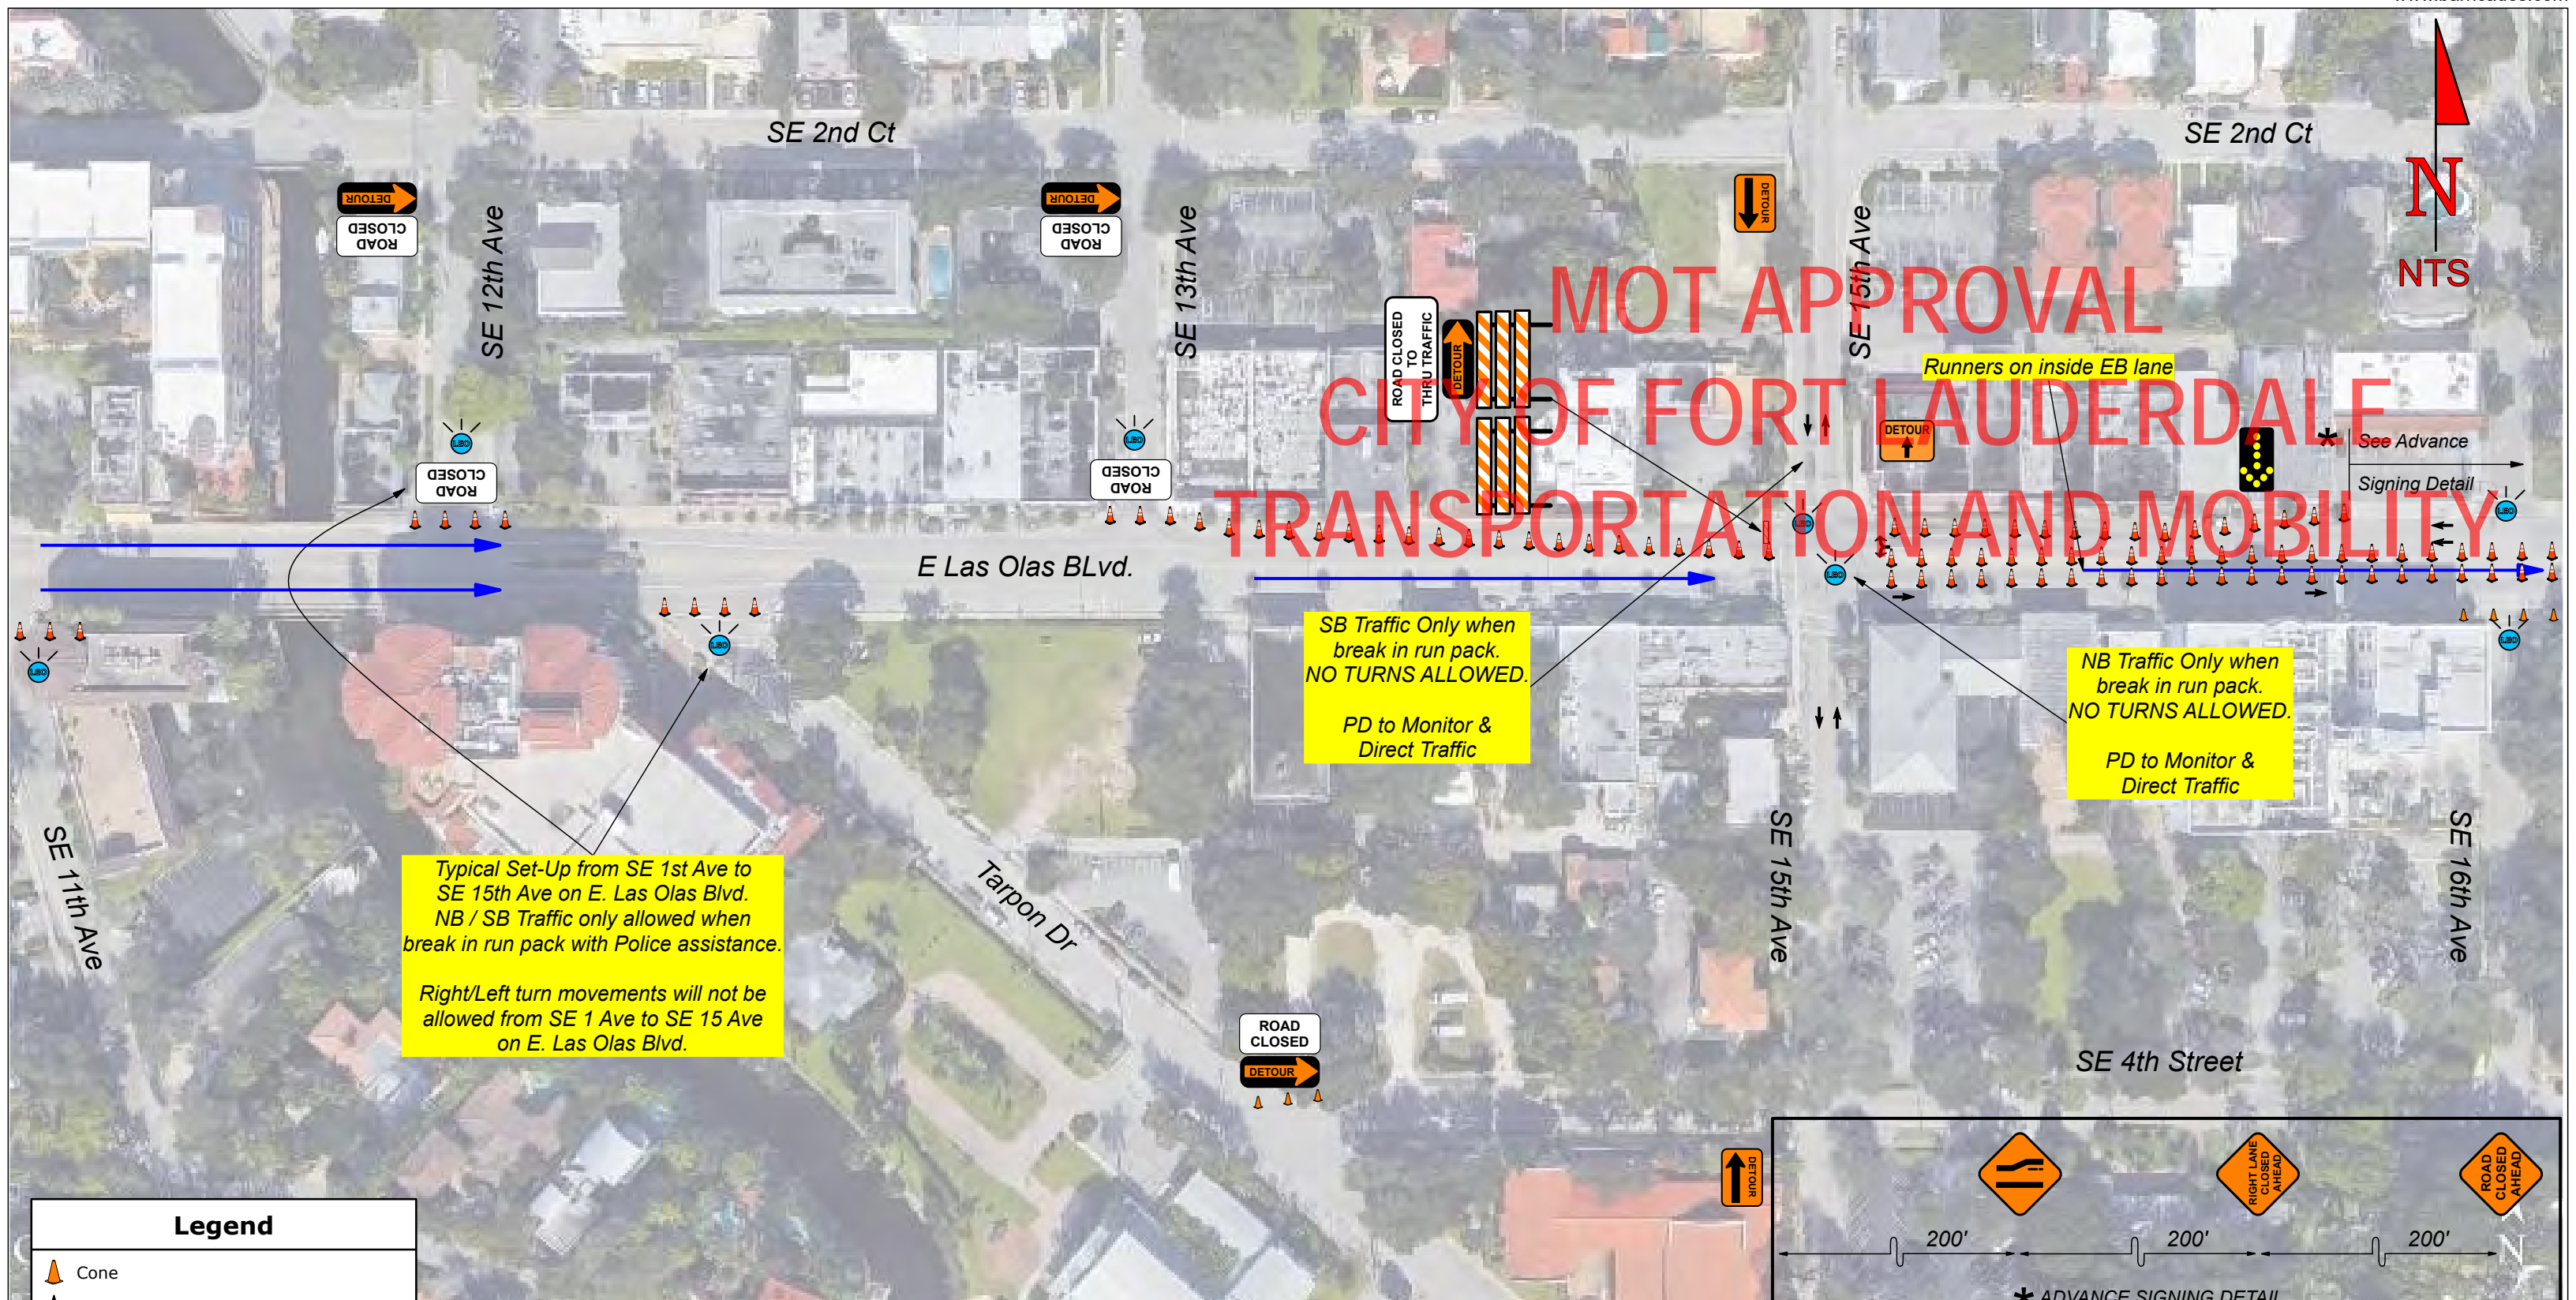 SE 2nd Ct
SE 2nd Ct
N
NTS
DETOUR
ROAD
CLOSED
SE 12th Ave
DETOUR
ROAD
CLOSED
SE 13th Ave
DETOUR
SE 15th Ave
MOT APPROVAL
CITY OF FORT LAUDERDALE
TRANSPORTATION AND MOBILITY
ROAD CLOSED
TO
THRU TRAFFIC
DETOUR
Runners on inside EB lane
DETOUR
See Advance
Signing Detail
*
LEO
ROAD
CLOSED
LEO
ROAD
CLOSED
LEO
LEO
LEO
E Las Olas BLvd.
LEO
LEO
LEO
SB Traffic Only when
break in run pack.
NO TURNS ALLOWED.
PD to Monitor &
Direct Traffic
NB Traffic Only when
break in run pack.
NO TURNS ALLOWED.
PD to Monitor &
Direct Traffic
SE 11th Ave
Typical Set-Up from SE 1st Ave to
SE 15th Ave on E. Las Olas Blvd.
NB / SB Traffic only allowed when
break in run pack with Police assistance.
Right/Left turn movements will not be
allowed from SE 1 Ave to SE 15 Ave
on E. Las Olas Blvd.
Tarpon Dr
SE 15th Ave
SE 16th Ave
ROAD
CLOSED
DETOUR
SE 4th Street
DETOUR
RIGHT LANE
CLOSED
AHEAD
ROAD
CLOSED
AHEAD
200'
200'
200'
* ADVANCE SIGNING DETAIL
Legend
Cone